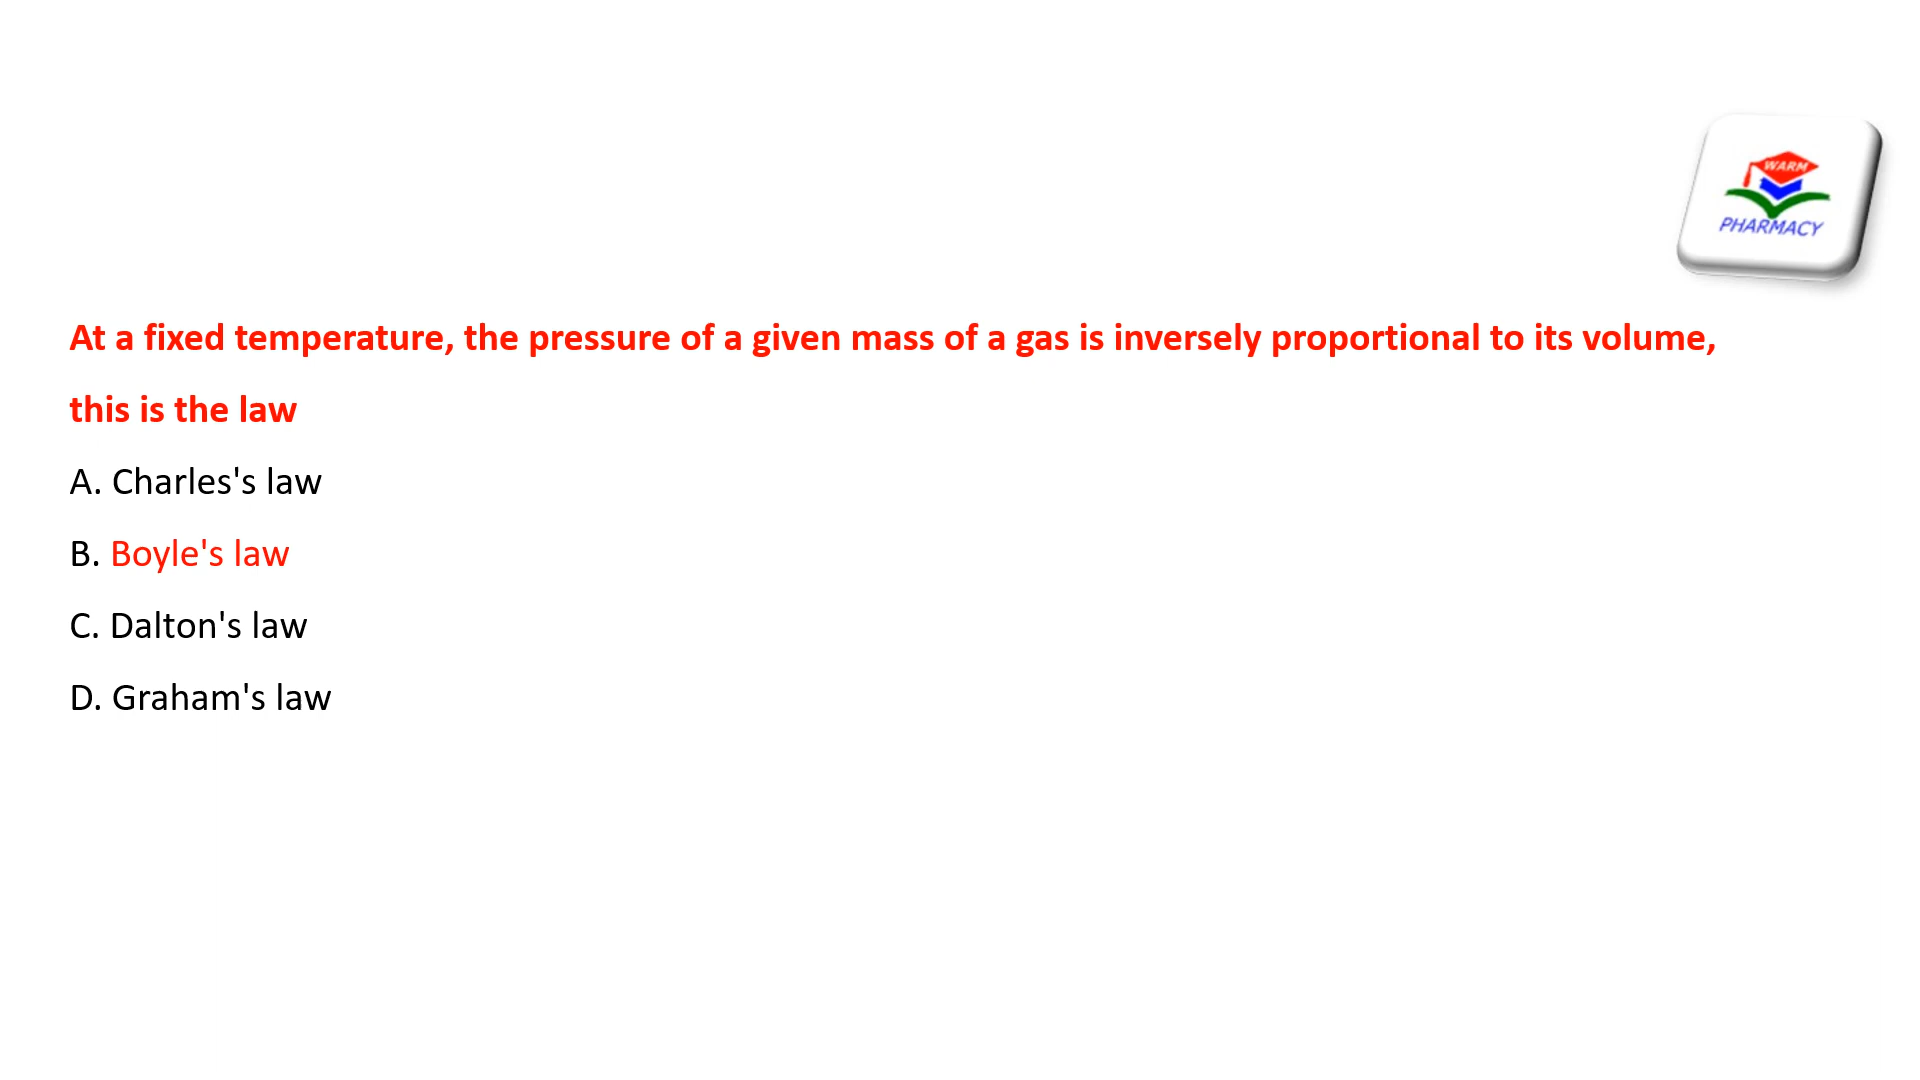 WARM
PHARMACY
At a fixed temperature, the pressure of a given mass of a gas is inversely proportional to its volume,
this is the law
A. Charles's law
B. Boyle's law
C. Dalton's law
D. Graham's law